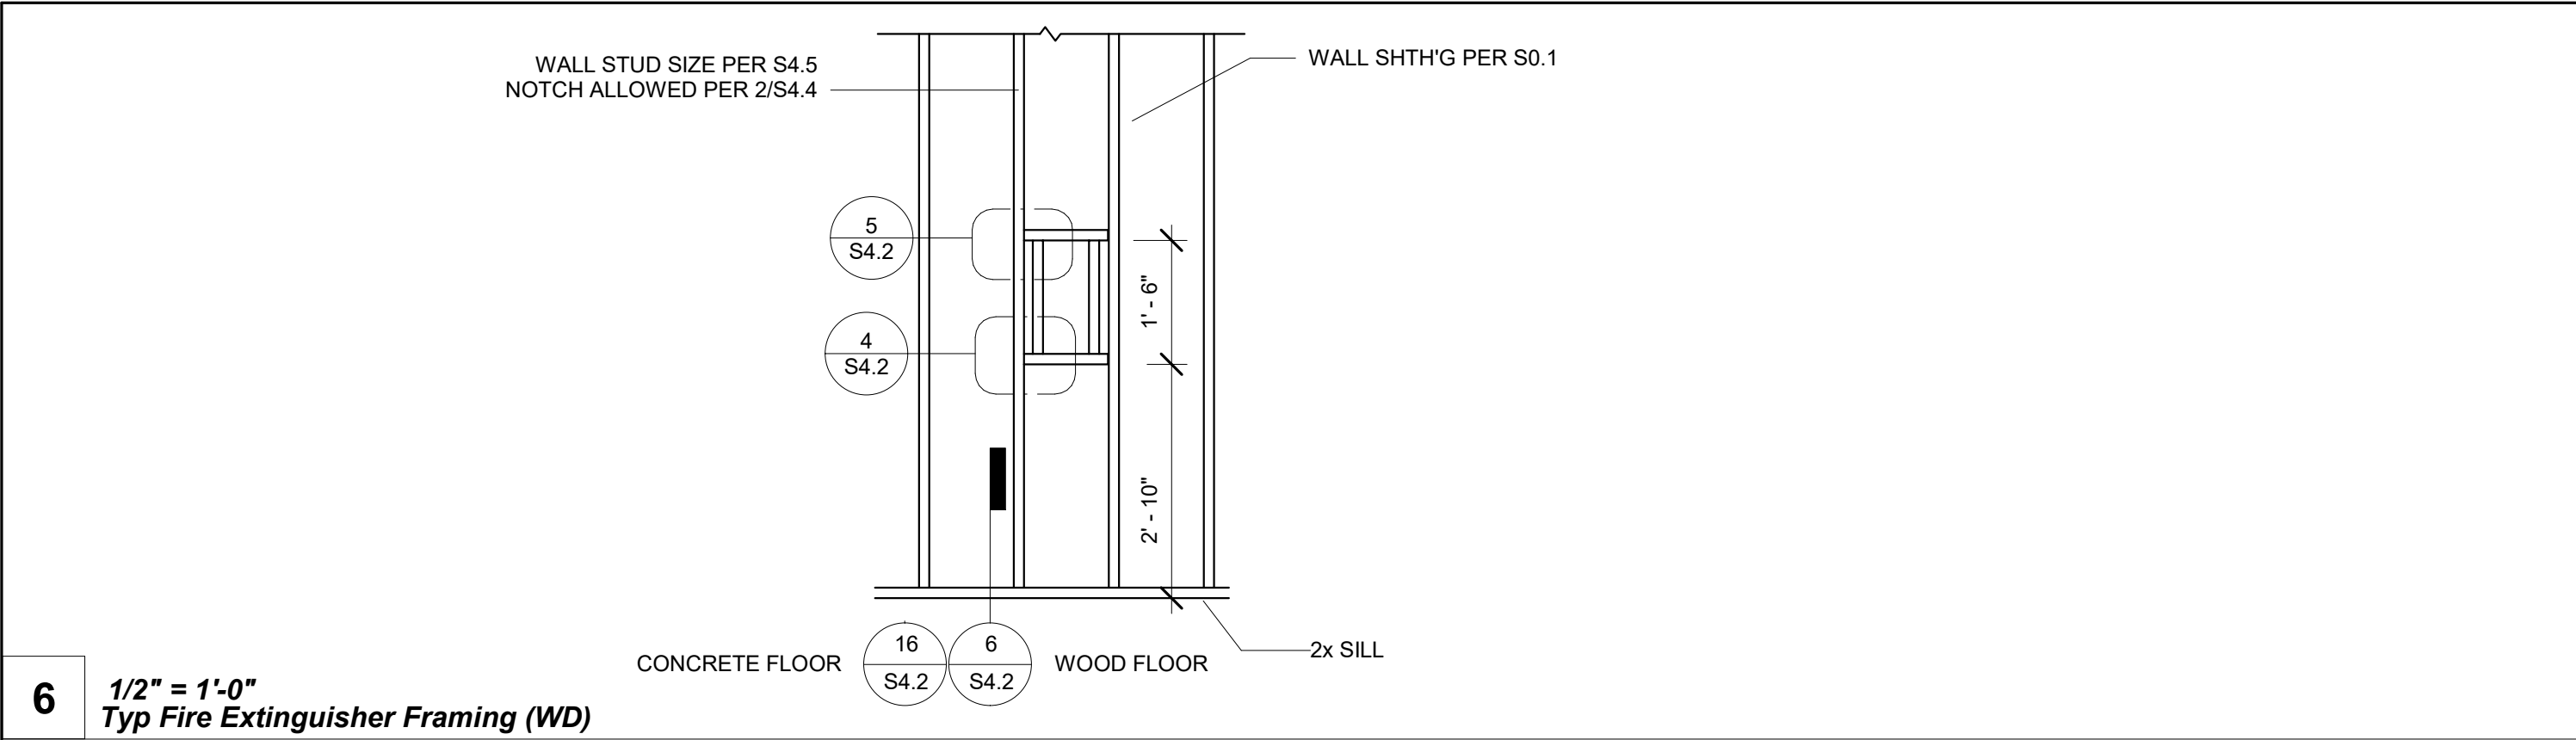 WALL STUD SIZE PER S4.5
NOTCH ALLOWED PER 2/S4.4
WALL SHTH'G PER S0.1
5
S4.2
4
S4.2
1' - 6"
2' - 10"
CONCRETE FLOOR
16
S4.2
6
S4.2
WOOD FLOOR
2x SILL
6
1/2" = 1'-0"
Typ Fire Extinguisher Framing (WD)